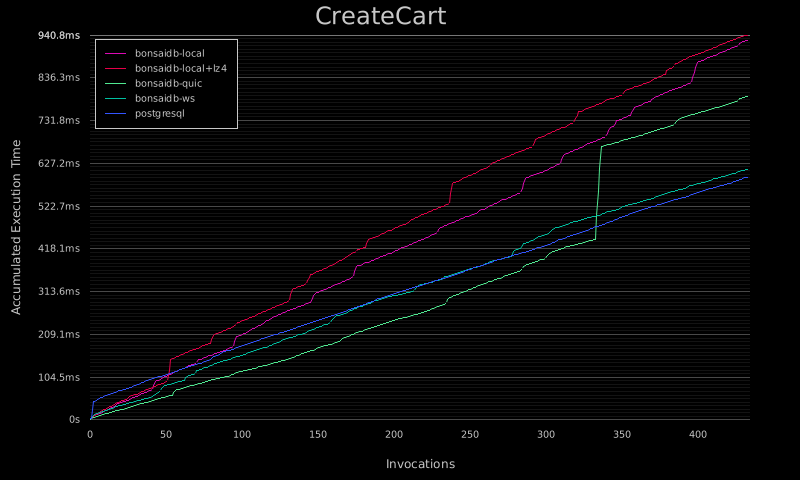 CreateCart
940.8ms
836.3ms
731.8ms
627.2ms
522.7ms
418.1ms
313.6ms
209.1ms
104.5ms
0s
bonsaidb-local
bonsaidb-local+lz4
bonsaidb-quic
bonsaidb-ws
postgresql
Accumulated Execution Time
0 50 100 150 200 250 300 350 400
Invocations